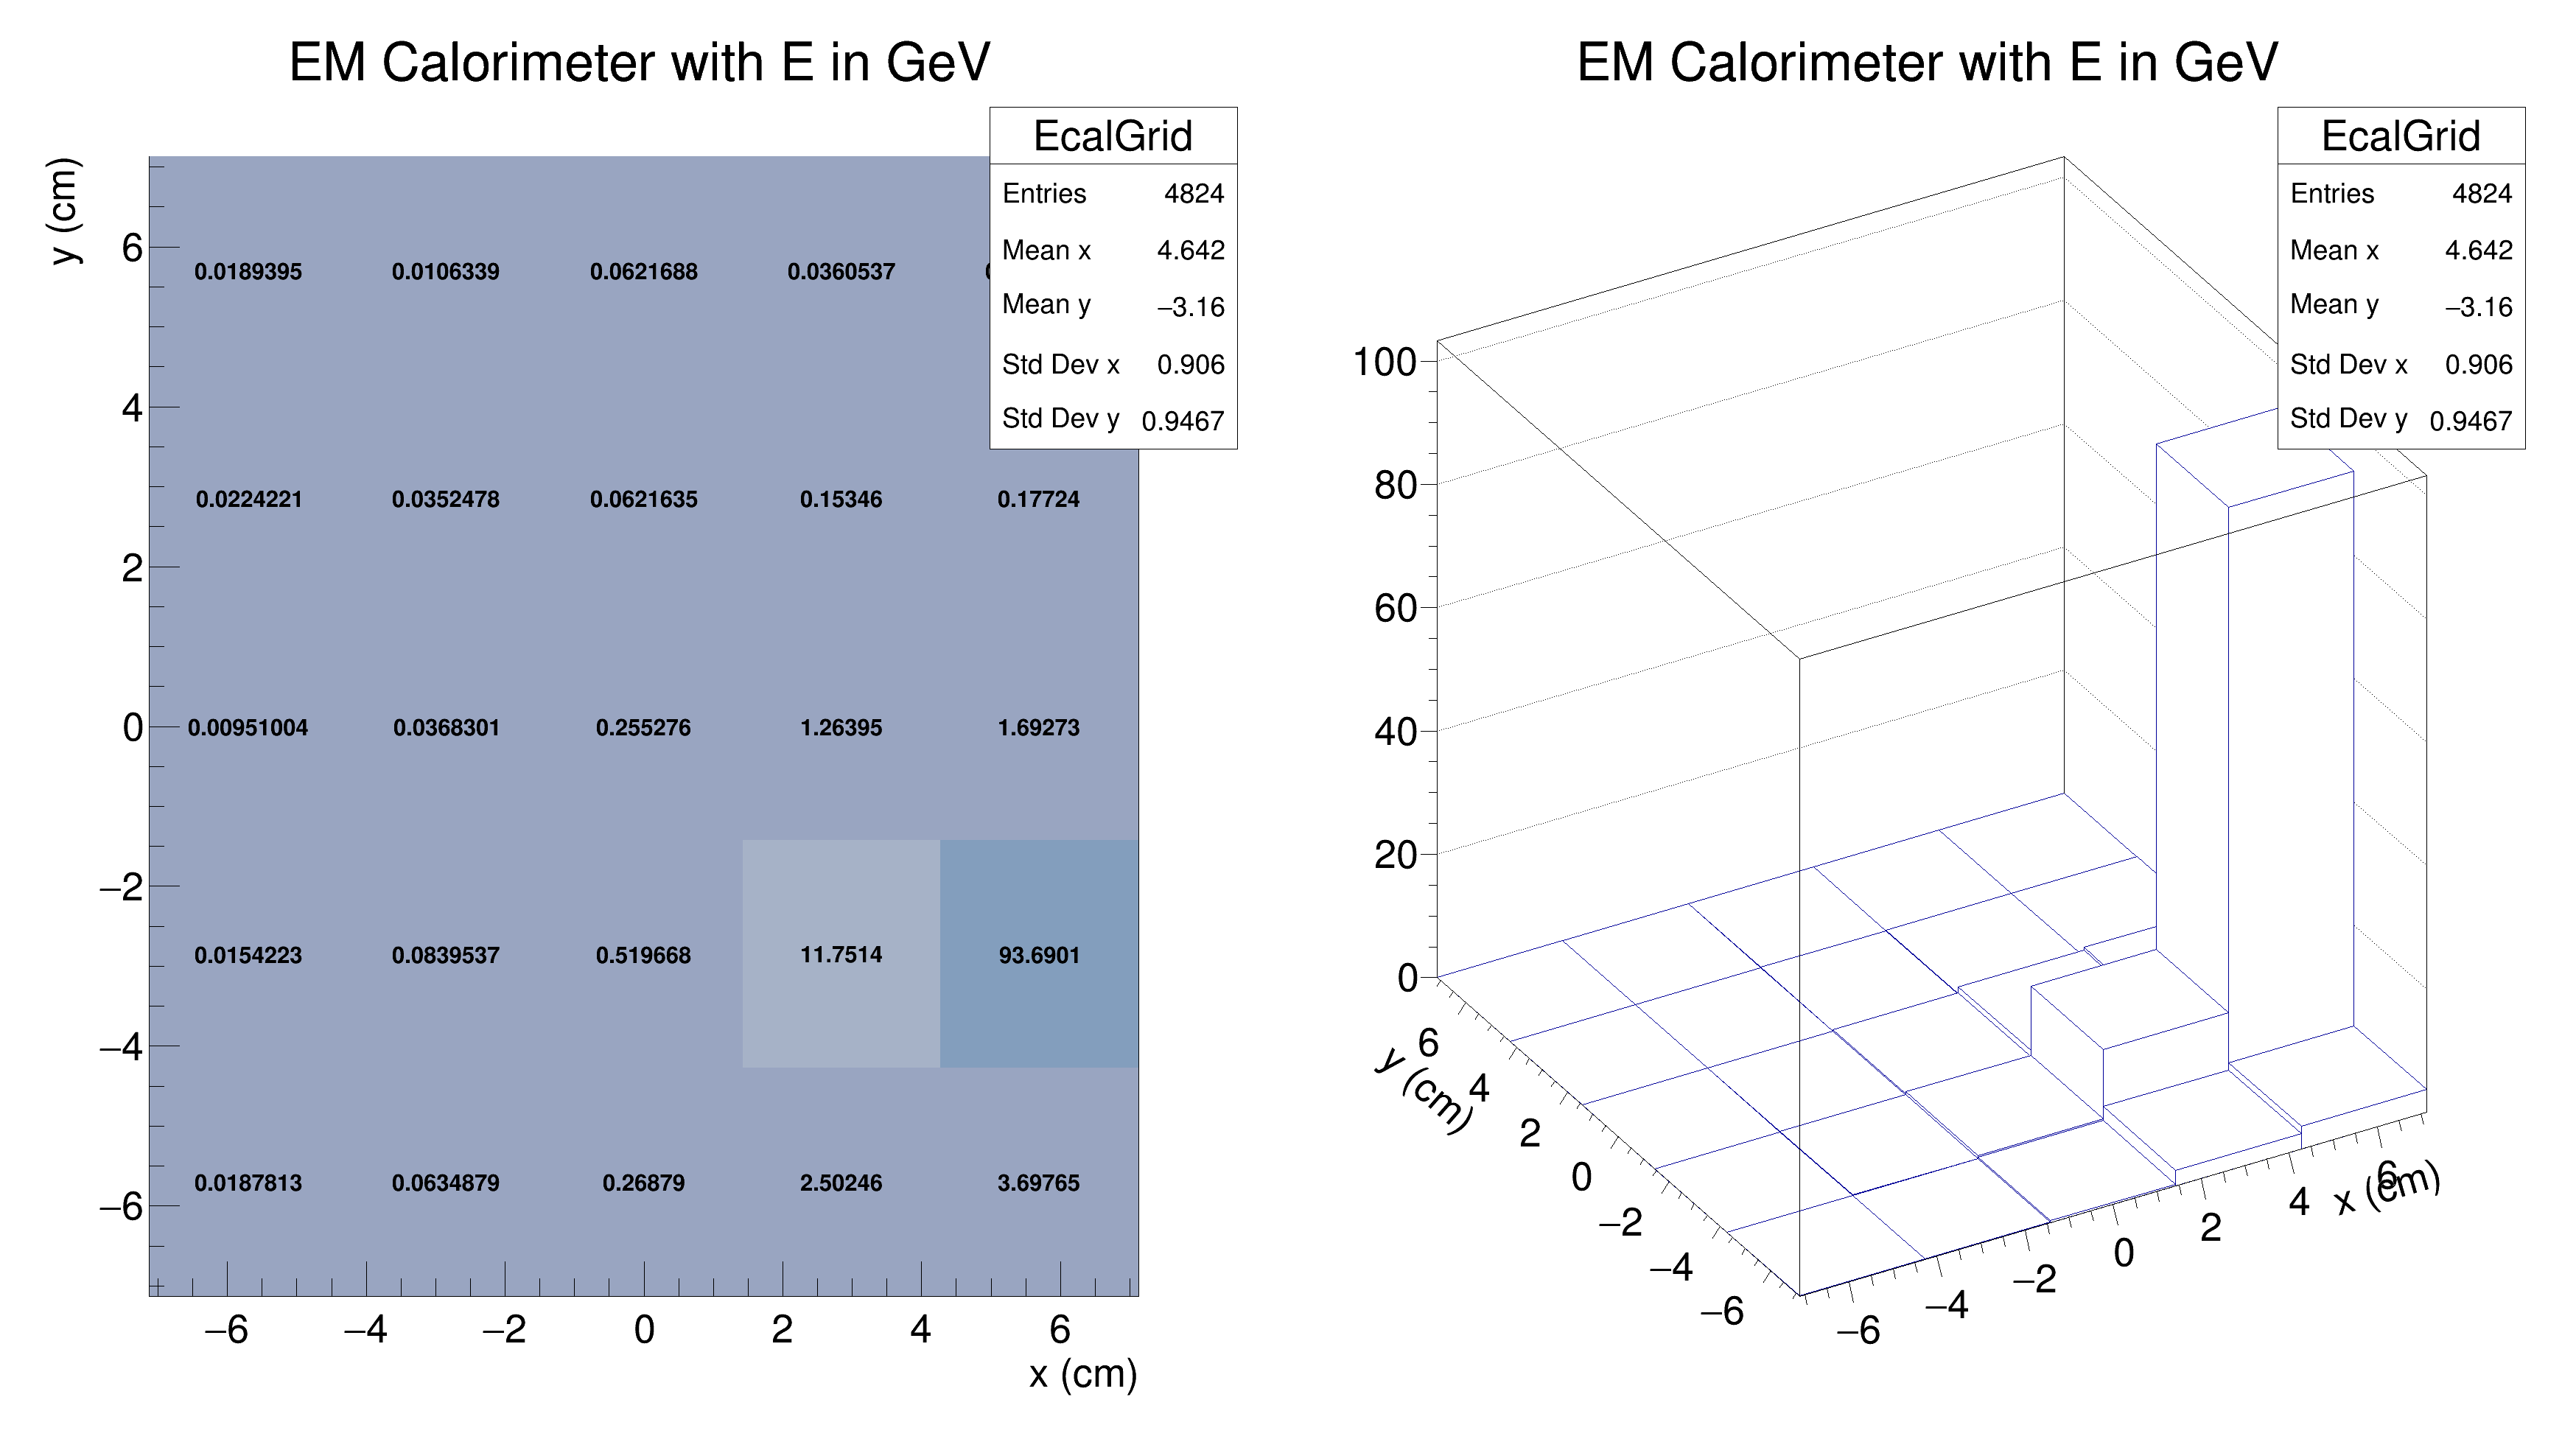 EM Calorimeter with E in GeV
EcalGrid
Entries 4824
Mean x 4.642
Mean y −3.16
Std Dev x 0.906
Std Dev y 0.9467
y (cm)
6
4
2
0
−2
−4
−6
0.0189395 0.0106339 0.0621688 0.0360537
0.0224221 0.0352478 0.0621635 0.15346 0.17724
0.00951004 0.0368301 0.255276 1.26395 1.69273
0.0154223 0.0839537 0.519668 11.7514 93.6901
0.0187813 0.0634879 0.26879 2.50246 3.69765
−6 −4 −2 0 2 4 6
x (cm)
EM Calorimeter with E in GeV
EcalGrid
Entries 4824
Mean x 4.642
Mean y −3.16
Std Dev x 0.906
Std Dev y 0.9467
100
80
60
40
20
0
y (cm)
6
4
2
0
−2
−4
−6
−6 −4 −2 0 2 4 6
x (cm)